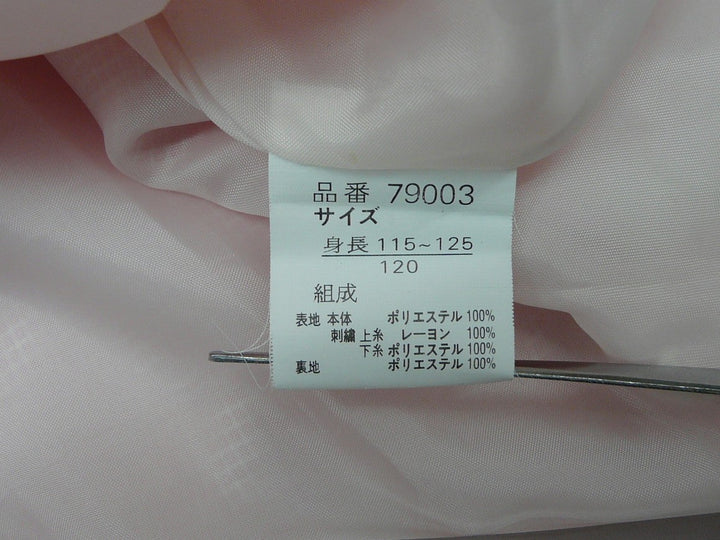 品番 79003
サイズ
身長 115~125
120
組成
表地 本体 ポリエステル 100%
刺繍 上糸 レーヨン 100%
下糸 ポリエステル 100%
裏地 ポリエステル 100%